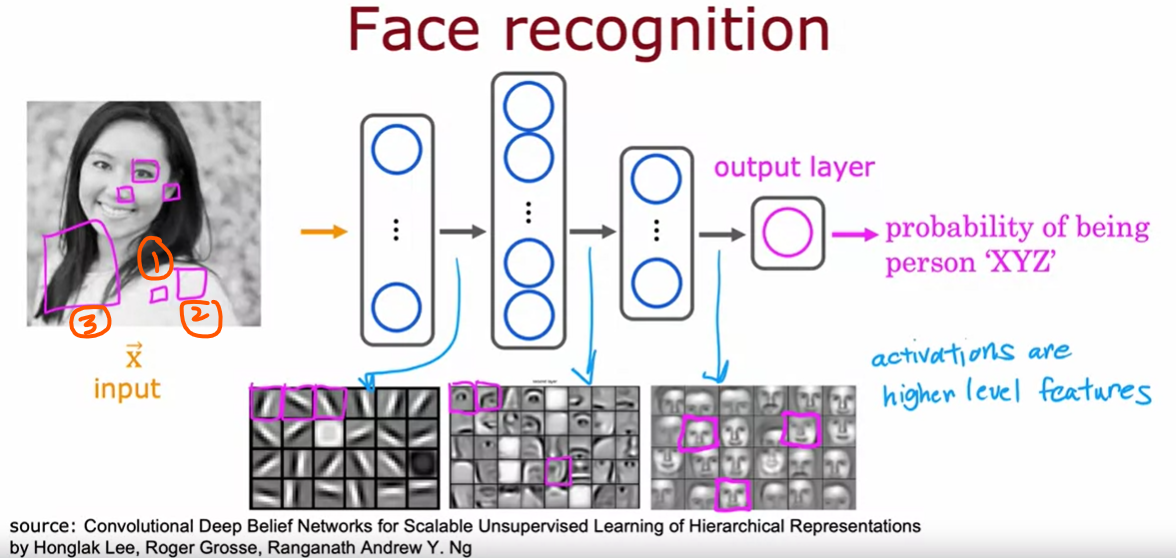 Face recognition
output layer
probability of being
person ‘XYZ’
1
2
3
x⃗
input
activations are
higher level features
source: Convolutional Deep Belief Networks for Scalable Unsupervised Learning of Hierarchical Representations
by Honglak Lee, Roger Grosse, Ranganath Andrew Y. Ng